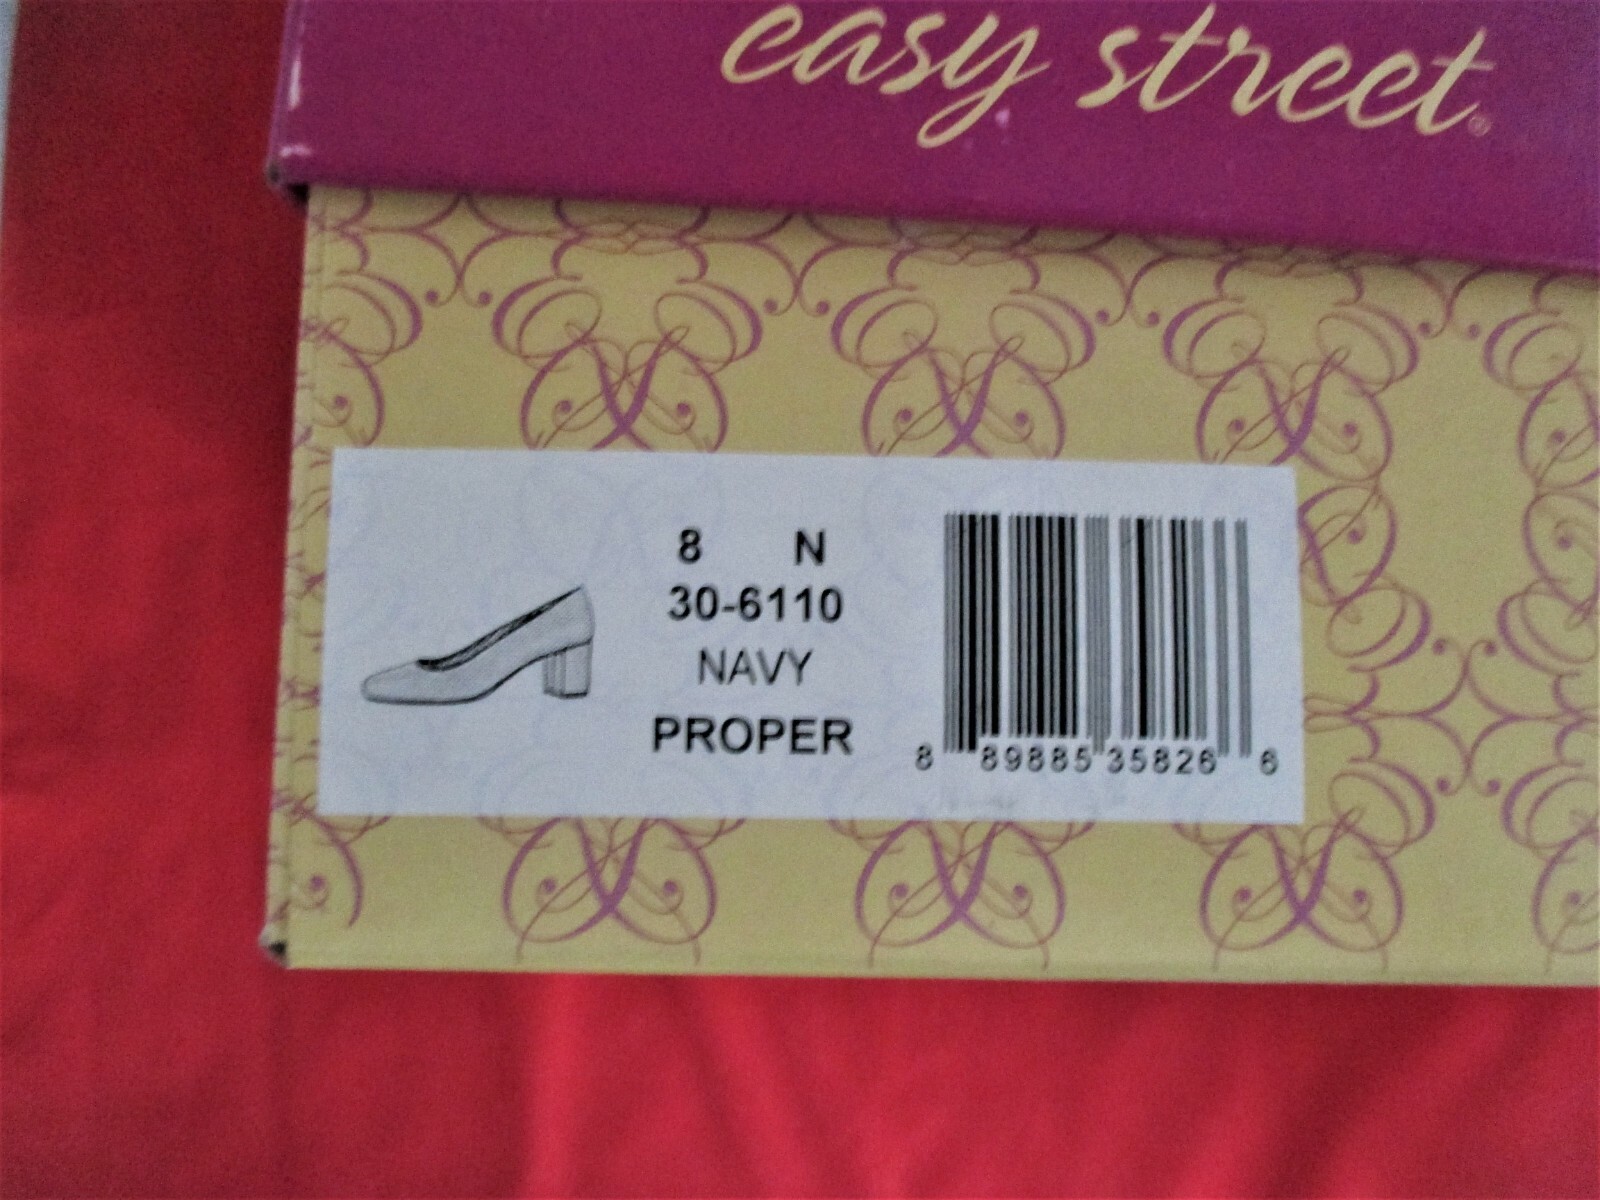 easy street®
8 N
30-6110
NAVY
PROPER
8 89885 35826 6